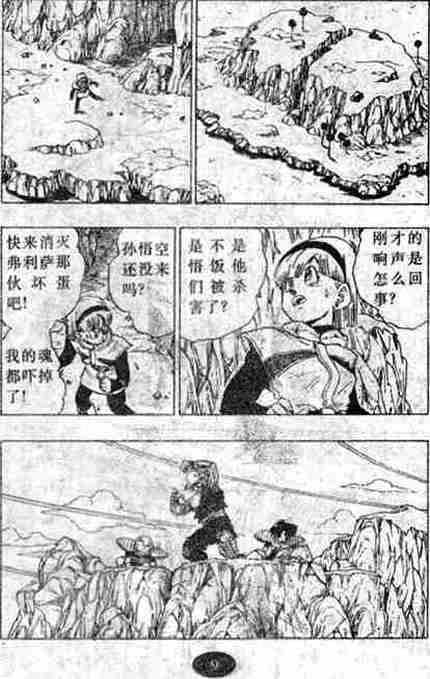 刚才的
响声是
怎么回
事?
是不是
悟饭他
们被杀
害了?
孙悟空
还没来
吗?
快来消灭
弗利萨那
伙坏蛋
吧!
我的魂
都吓掉
了!
9